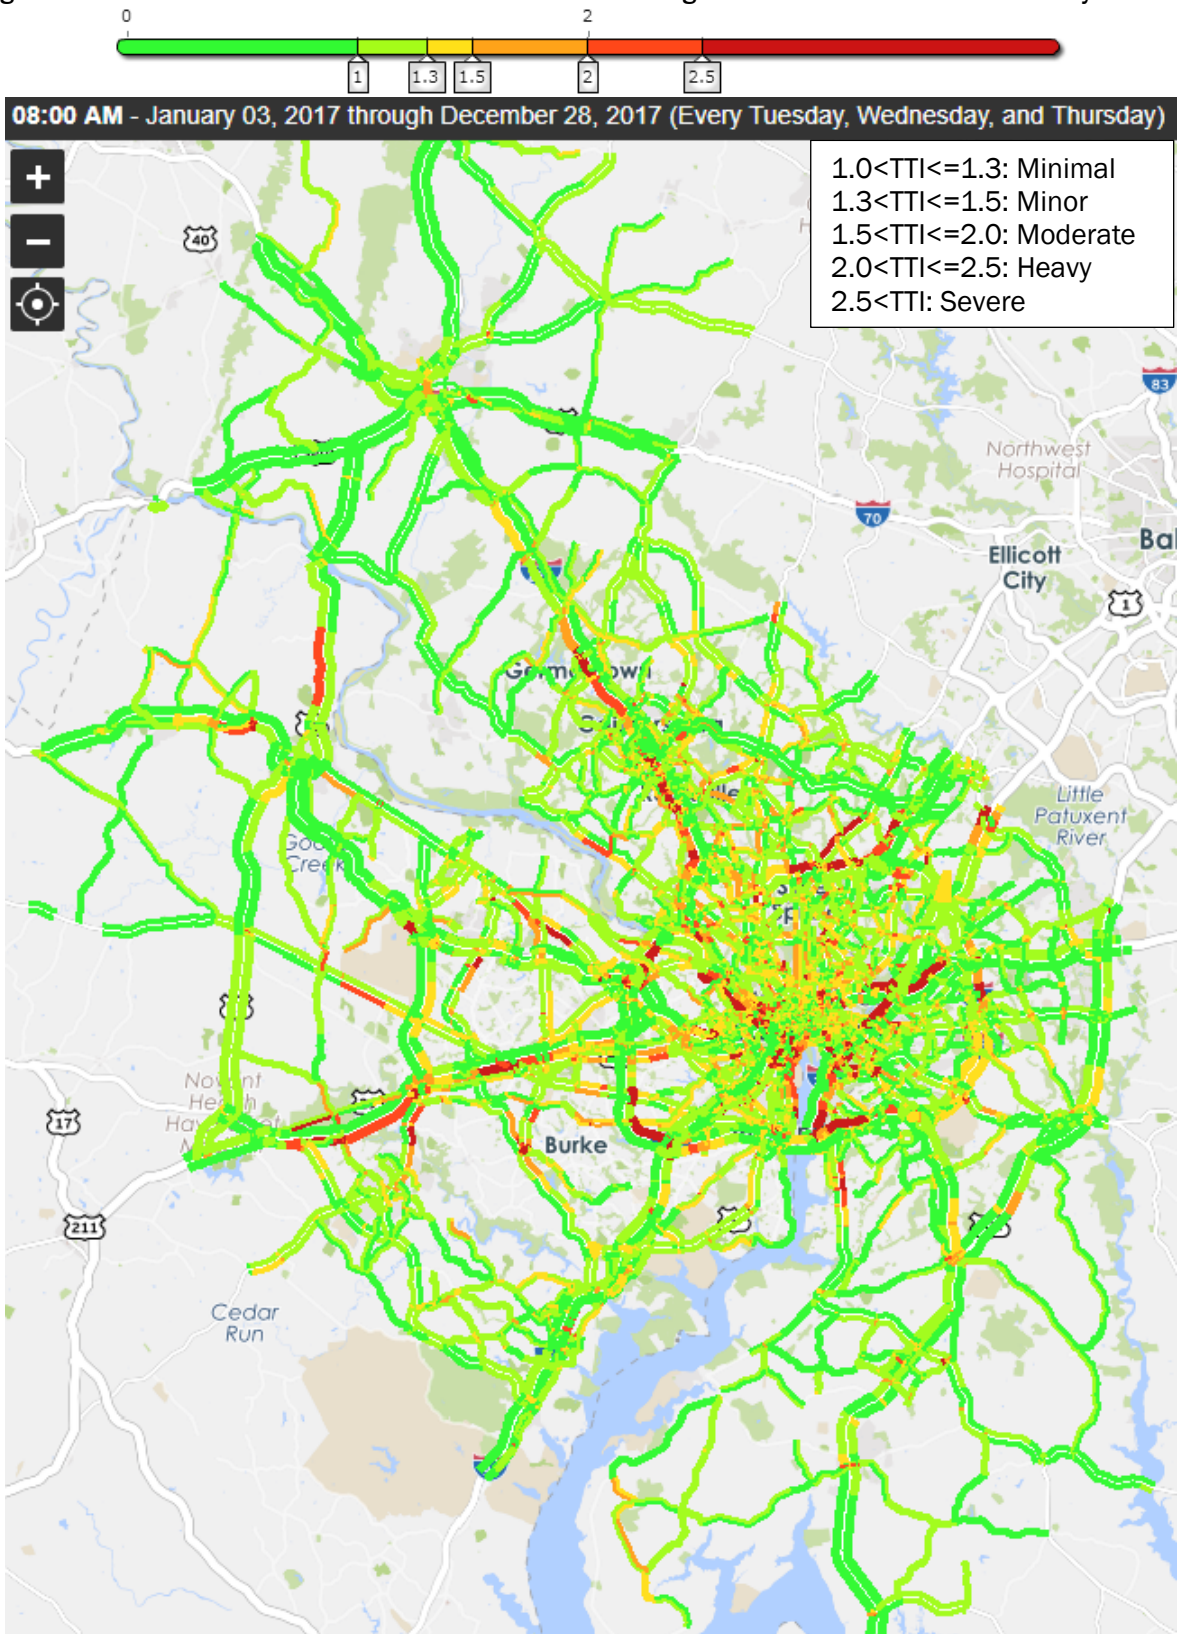 0 2
1 1.3 1.5 2 2.5
08:00 AM - January 03, 2017 through December 28, 2017 (Every Tuesday, Wednesday, and Thursday)
+
−
1.0<TTI<=1.3: Minimal
1.3<TTI<=1.5: Minor
1.5<TTI<=2.0: Moderate
2.0<TTI<=2.5: Heavy
2.5<TTI: Severe
40
83
Northwest
Hospital
70
Ellicott
City
1
Little
Patuxent
River
Creek
17
Burke
211
Cedar
Run